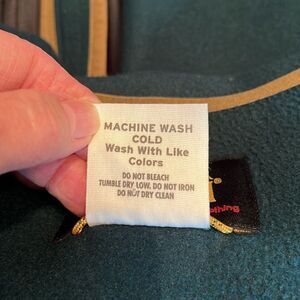 MACHINE WASH
COLD
Wash With Like
Colors
DO NOT BLEACH
TUMBLE DRY LOW. DO NOT IRON
DO NOT DRY CLEAN